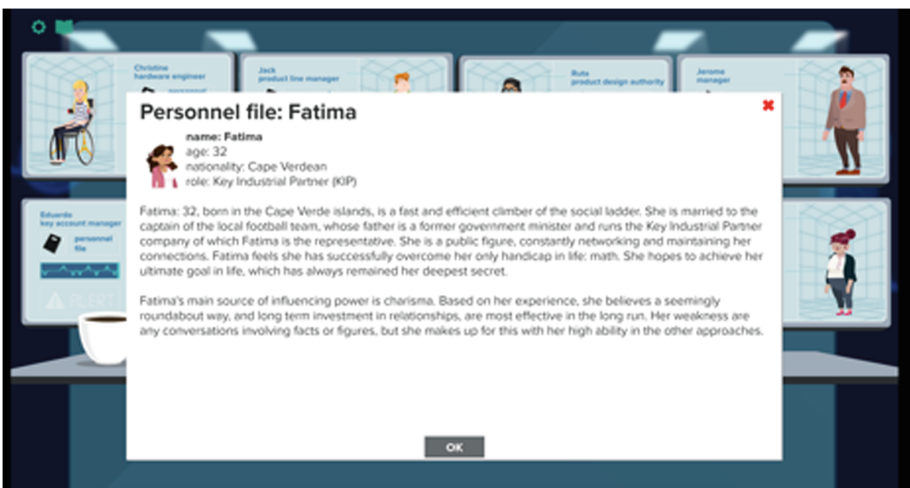 Christine
hardware engineer
Jack
product line manager
Ruta
product design authority
Jerome
manager
personnel
Personnel file: Fatima
name: Fatima
age: 32
nationality: Cape Verdean
role: Key Industrial Partner (KIP)
Fatima: 32, born in the Cape Verde islands, is a fast and efficient climber of the social ladder. She is married to the
captain of the local football team, whose father is a former government minister and runs the Key Industrial Partner
company of which Fatima is the representative. She is a public figure, constantly networking and maintaining her
connections. Fatima feels she has successfully overcome her only handicap in life: math. She hopes to achieve her
ultimate goal in life, which has always remained her deepest secret.
Fatima's main source of influencing power is charisma. Based on her experience, she believes a seemingly
roundabout way, and long term investment in relationships, are most effective in the long run. Her weakness are
any conversations involving facts or figures, but she makes up for this with her high ability in the other approaches.
Eduardo
key account manager
personnel
file
ALERT
OK